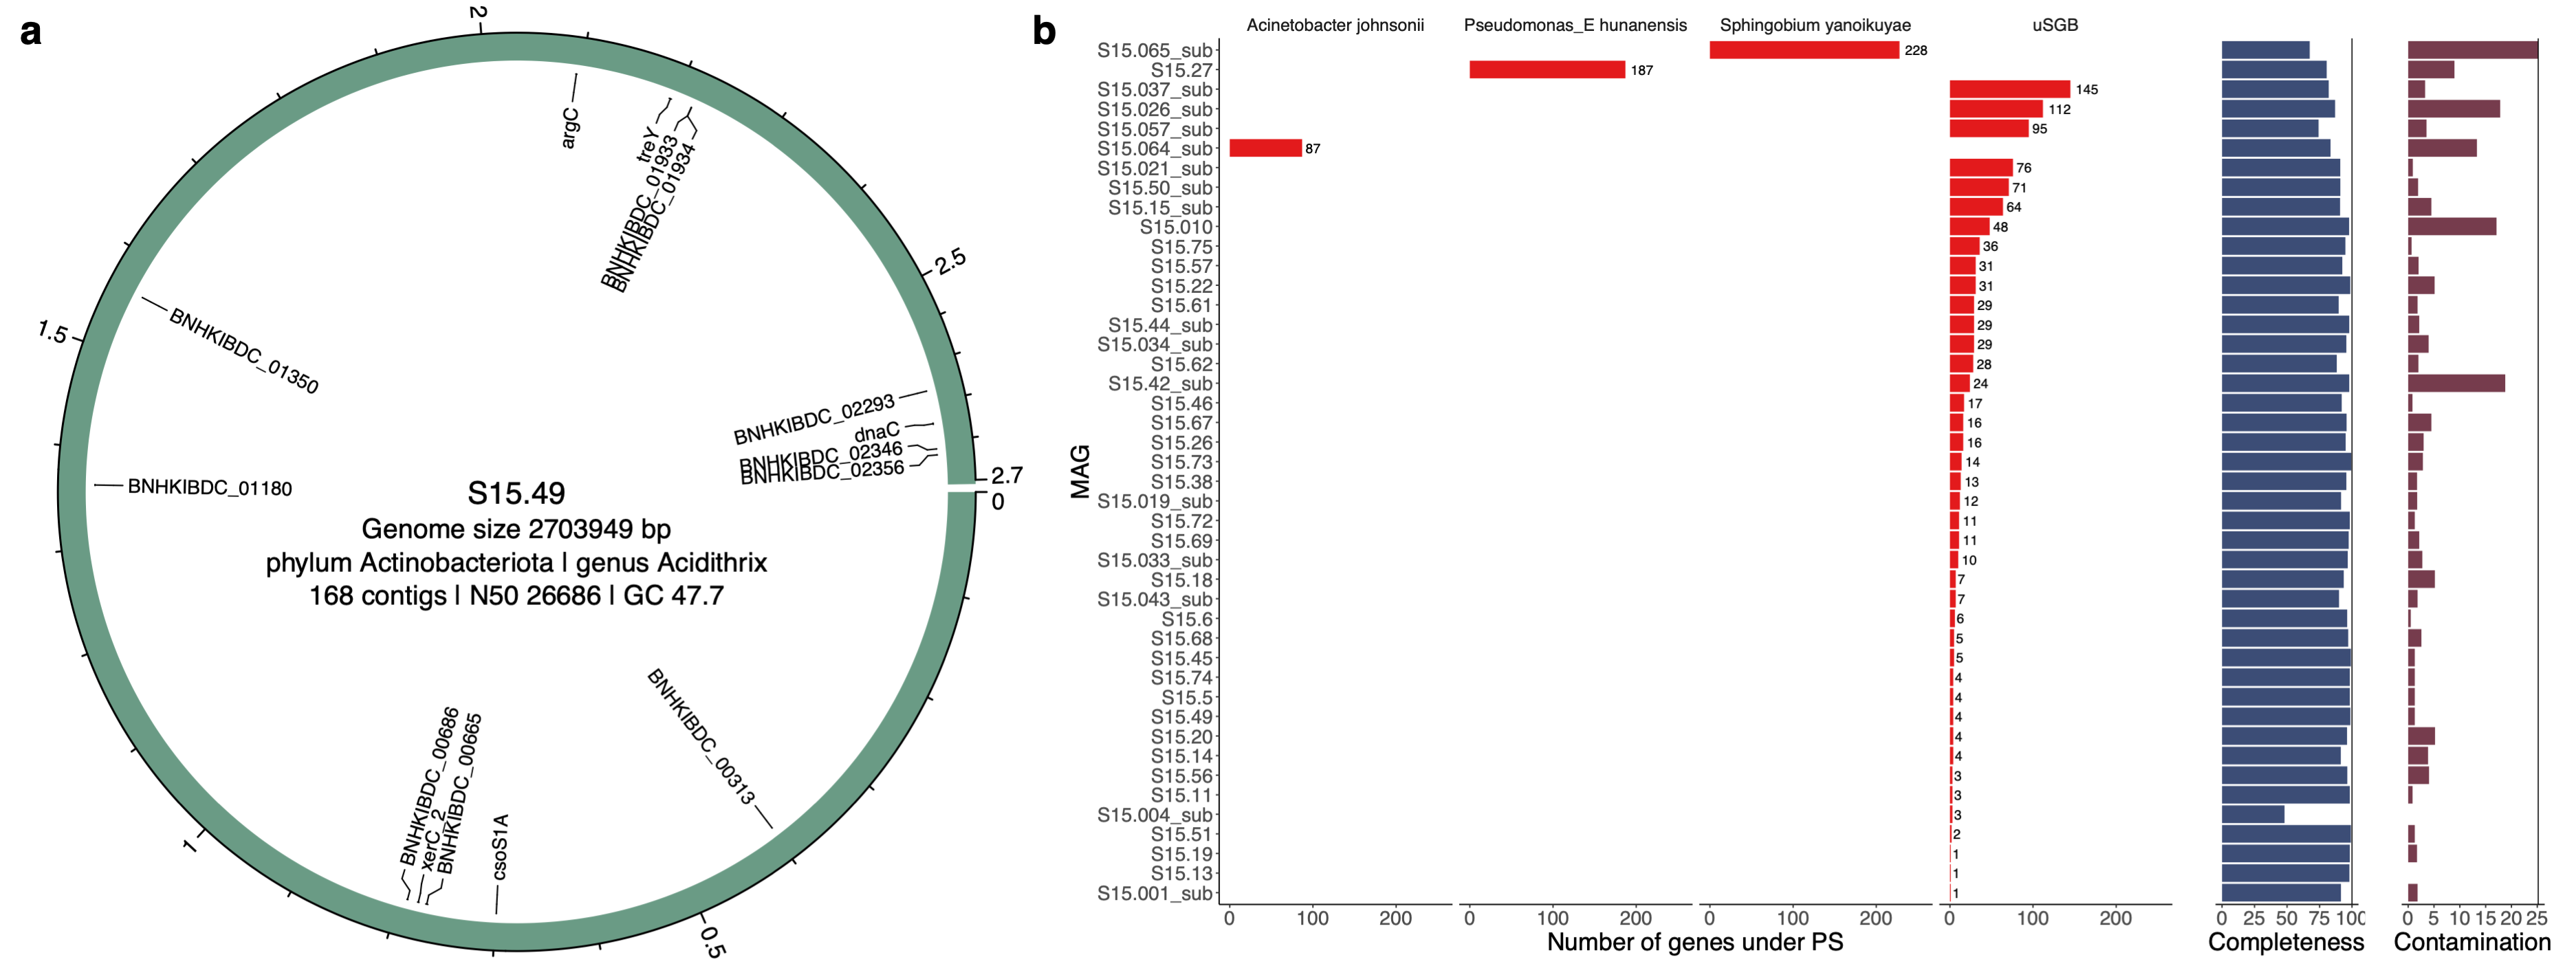 a
2
2.5
2.7
0
0.5
1
1.5
argC
treY
BNHKIBDC_01933
BNHKIBDC_01934
BNHKIBDC_01350
BNHKIBDC_02293
dnaC
BNHKIBDC_02346
BNHKIBDC_02356
BNHKIBDC_01180
S15.49
Genome size 2703949 bp
phylum Actinobacteriota | genus Acidithrix
168 contigs | N50 26686 | GC 47.7
BNHKIBDC_00313
BNHKIBDC_00686
xerC_2
BNHKIBDC_00665
csoS1A
b
Acinetobacter johnsonii Pseudomonas_E hunanensis Sphingobium yanoikuyae uSGB
MAG
S15.065_sub 228
S15.27 187
S15.037_sub 145
S15.026_sub 112
S15.057_sub 95
S15.064_sub 87
S15.021_sub 76
S15.50_sub 71
S15.15_sub 64
S15.010 48
S15.75 36
S15.57 31
S15.22 31
S15.61 29
S15.44_sub 29
S15.034_sub 29
S15.62 28
S15.42_sub 24
S15.46 17
S15.67 16
S15.26 16
S15.73 14
S15.38 13
S15.019_sub 12
S15.72 11
S15.69 11
S15.033_sub 10
S15.18 7
S15.043_sub 7
S15.6 6
S15.68 5
S15.45 5
S15.74 4
S15.5 4
S15.49 4
S15.20 4
S15.14 4
S15.56 3
S15.11 3
S15.004_sub 3
S15.51 2
S15.19 1
S15.13 1
S15.001_sub 1
0 100 200 0 100 200 0 100 200 0 100 200 0 25 50 75 100 0 5 10 15 20 25
Number of genes under PS Completeness Contamination